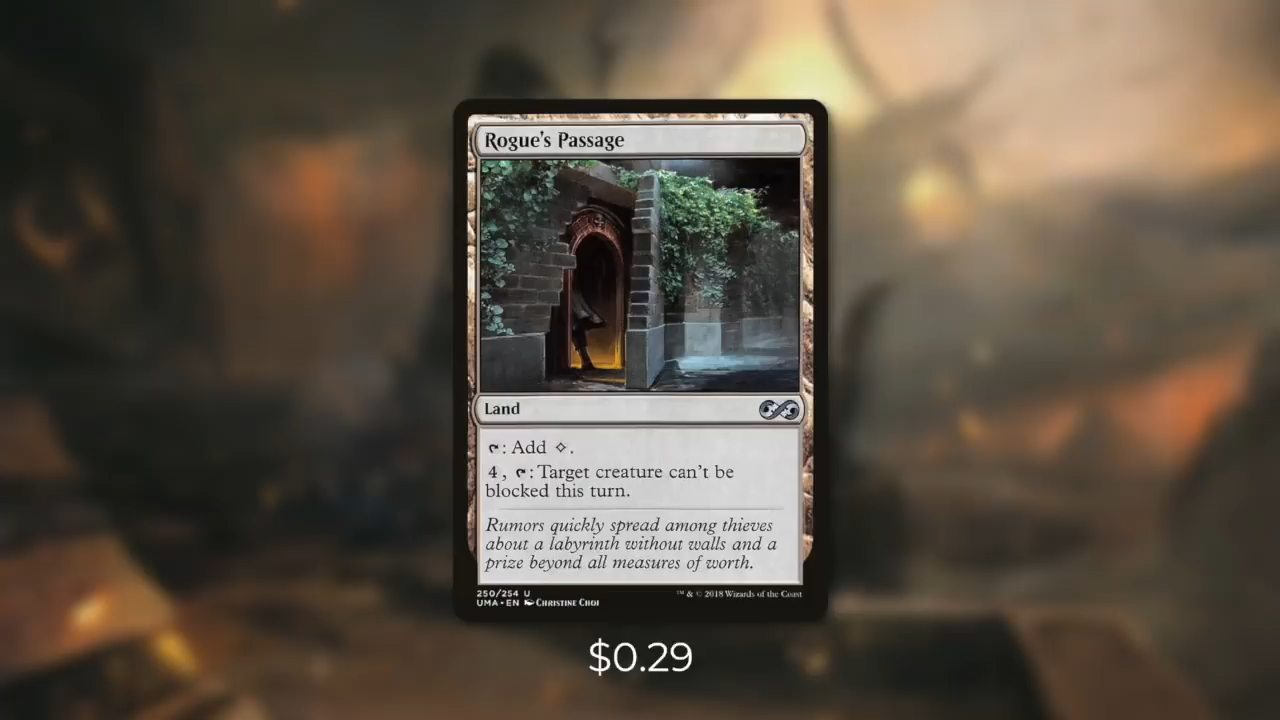 Rogue's Passage
Land
: Add .
4, : Target creature can't be
blocked this turn.
Rumors quickly spread among thieves
about a labyrinth without walls and a
prize beyond all measures of worth.
250/254 U
UMA • EN Christine Choi
™ & © 2018 Wizards of the Coast
$0.29